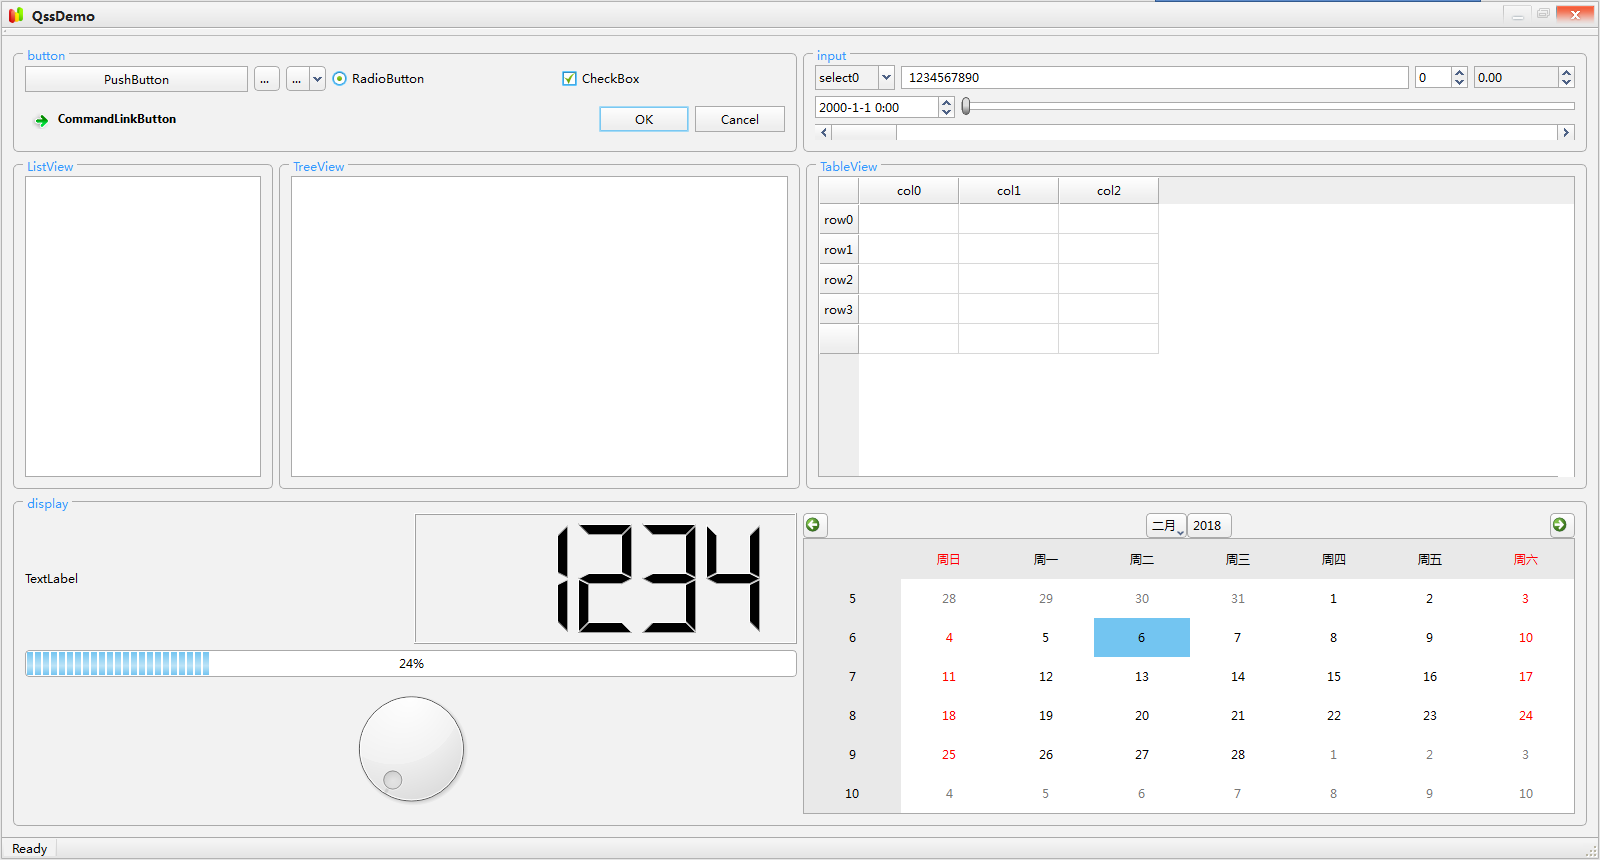 QssDemo
button
PushButton
...
...
RadioButton
CheckBox
CommandLinkButton
OK
Cancel
input
select0
1234567890
0
0.00
2000-1-1 0:00
ListView
TreeView
TableView
col0 col1 col2
row0
row1
row2
row3
display
TextLabel
1234
24%
二月 2018
周日 周一 周二 周三 周四 周五 周六
5 28 29 30 31 1 2 3
6 4 5 6 7 8 9 10
7 11 12 13 14 15 16 17
8 18 19 20 21 22 23 24
9 25 26 27 28 1 2 3
10 4 5 6 7 8 9 10
Ready